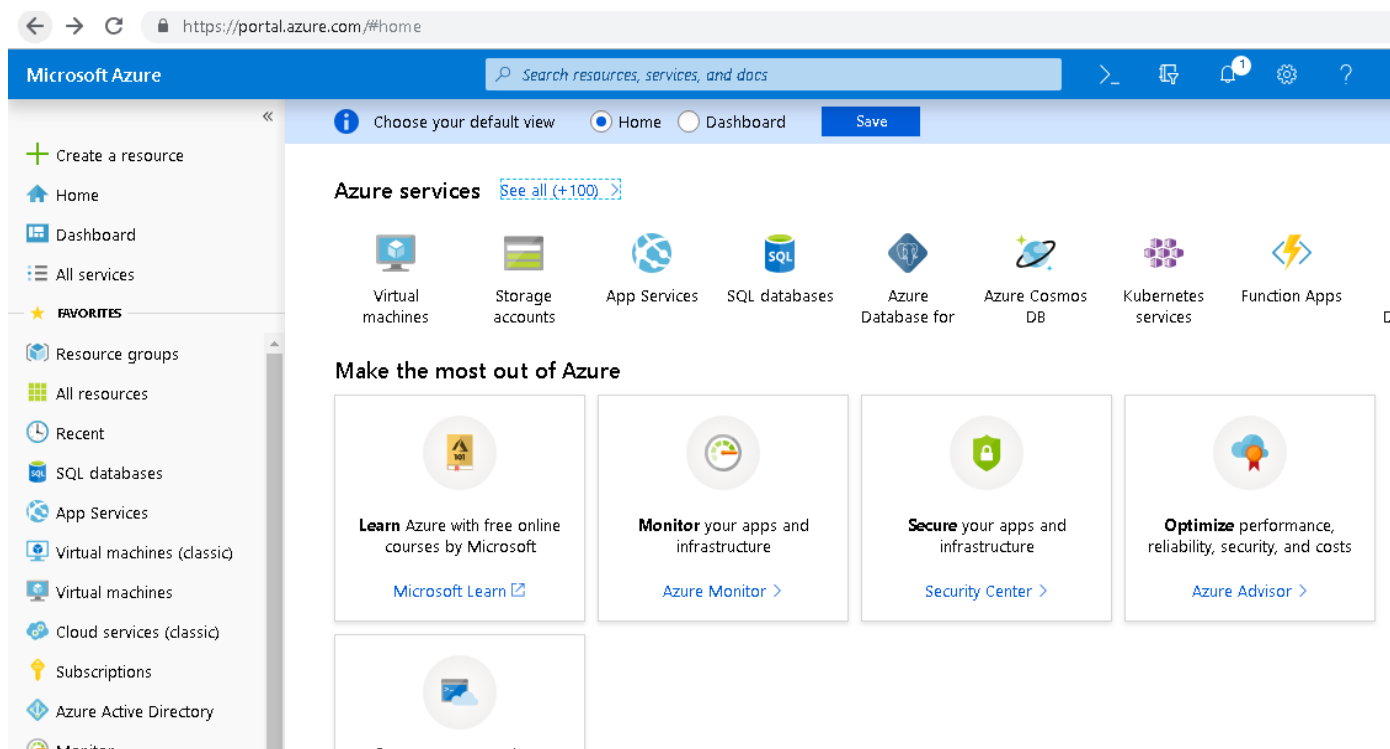 https://portal.azure.com/#home
Microsoft Azure
Search resources, services, and docs
1
Choose your default view
Home
Dashboard
Save
Create a resource
Home
Dashboard
All services
FAVORITES
Resource groups
All resources
Recent
SQL databases
App Services
Virtual machines (classic)
Virtual machines
Cloud services (classic)
Subscriptions
Azure Active Directory
Monitor
Azure services
See all (+100)
Virtual
machines
Storage
accounts
App Services
SQL databases
SQL
Azure
Database for
Azure Cosmos
DB
Kubernetes
services
Function Apps
Make the most out of Azure
101
Learn Azure with free online
courses by Microsoft
Microsoft Learn
Monitor your apps and
infrastructure
Azure Monitor
Secure your apps and
infrastructure
Security Center
Optimize performance,
reliability, security, and costs
Azure Advisor